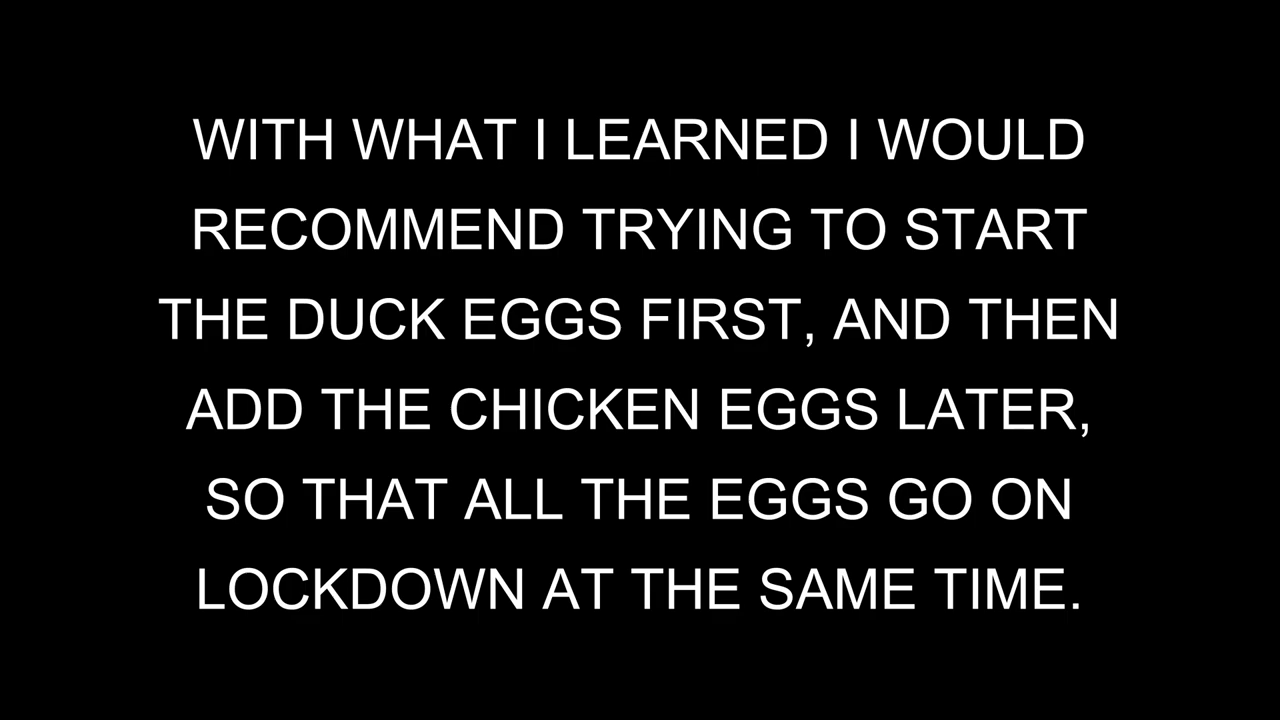 WITH WHAT I LEARNED I WOULD
RECOMMEND TRYING TO START
THE DUCK EGGS FIRST, AND THEN
ADD THE CHICKEN EGGS LATER,
SO THAT ALL THE EGGS GO ON
LOCKDOWN AT THE SAME TIME.